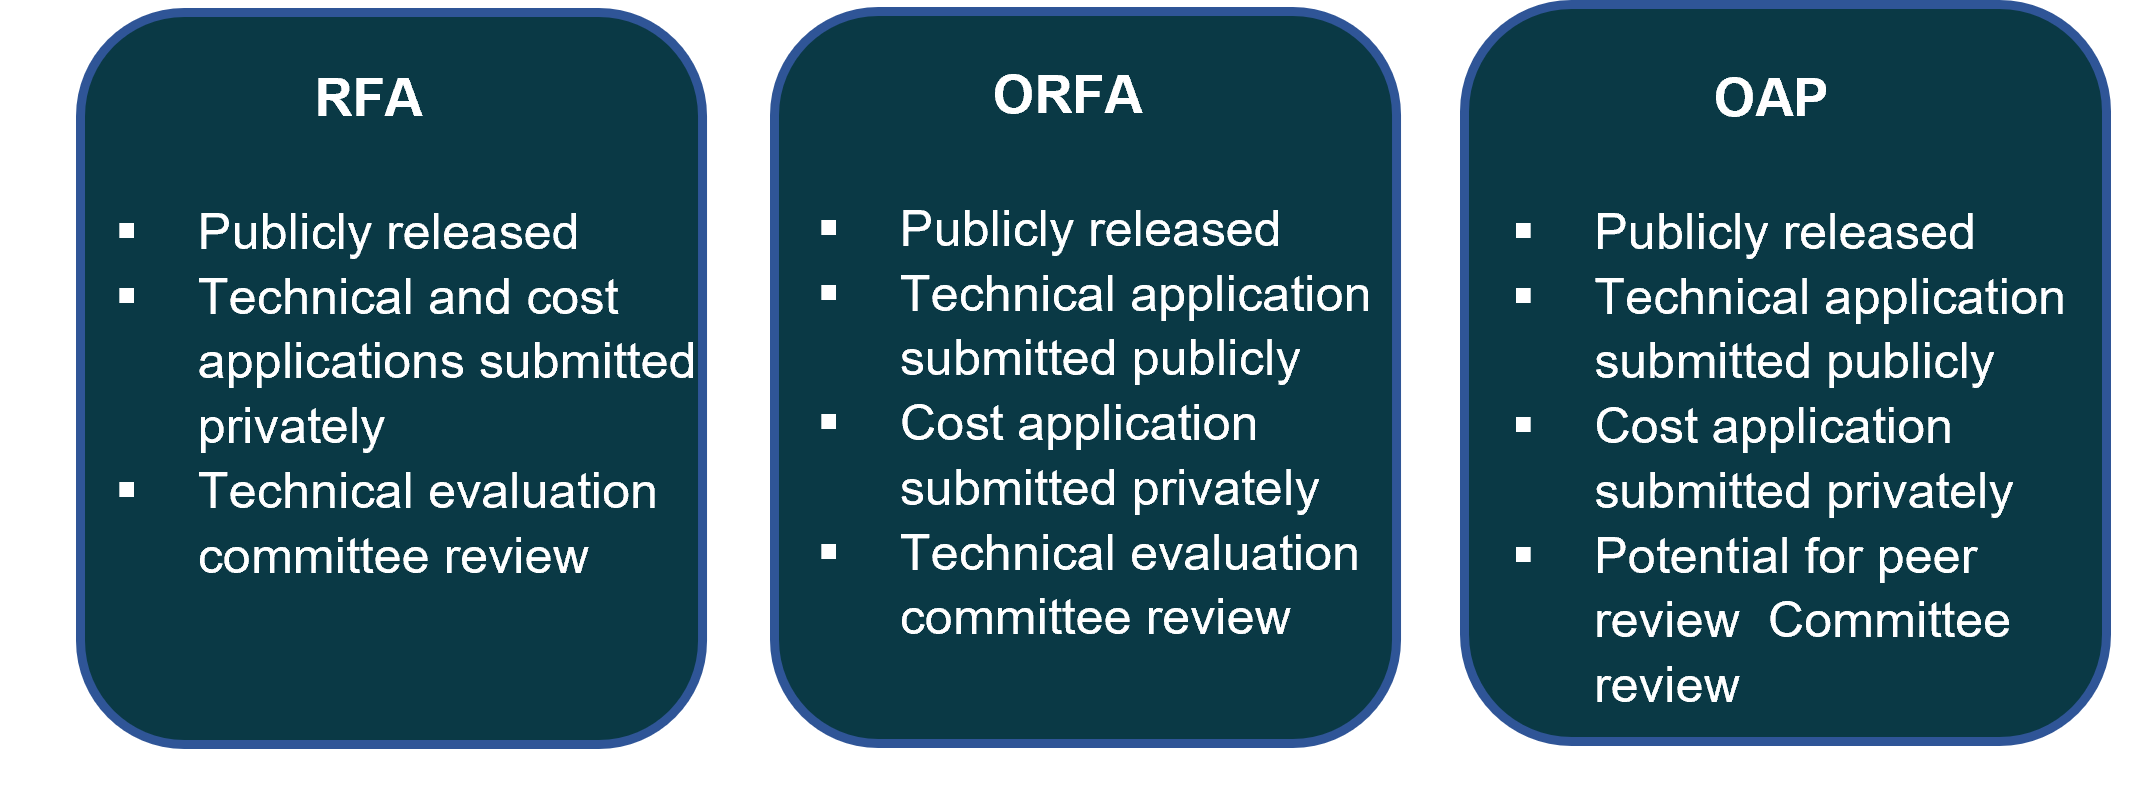 RFA
▪ Publicly released
▪ Technical and cost
applications submitted
privately
▪ Technical evaluation
committee review
ORFA
▪ Publicly released
▪ Technical application
submitted publicly
▪ Cost application
submitted privately
▪ Technical evaluation
committee review
OAP
▪ Publicly released
▪ Technical application
submitted publicly
▪ Cost application
submitted privately
▪ Potential for peer
review  Committee
review